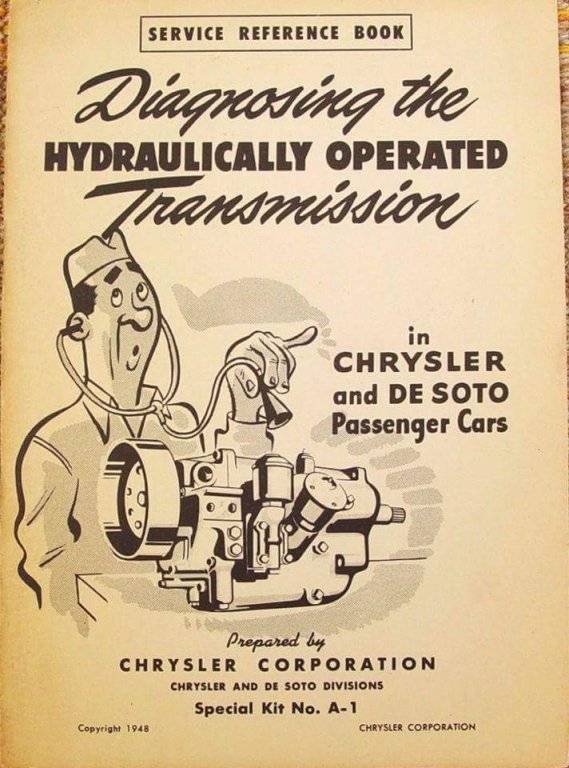 SERVICE REFERENCE BOOK
Diagnosing the
HYDRAULICALLY OPERATED
Transmission
in
CHRYSLER
and DE SOTO
Passenger Cars
Prepared by
CHRYSLER CORPORATION
CHRYSLER AND DE SOTO DIVISIONS
Special Kit No. A-1
Copyright 1948 CHRYSLER CORPORATION